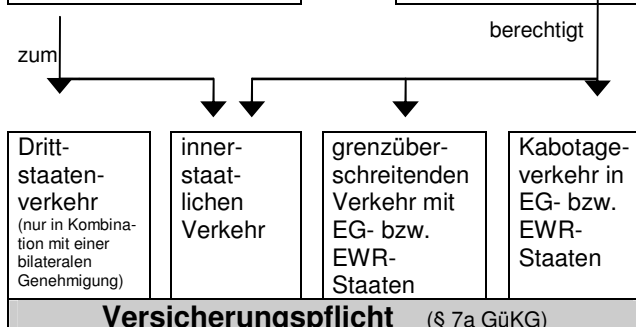 berechtigt
zum
Dritt-
staaten-
verkehr
(nur in Kombina-
tion mit einer
bilateralen
Genehmigung)
inner-
staat-
lichen
Verkehr
grenzüber-
schreitenden
Verkehr mit
EG- bzw.
EWR-
Staaten
Kabotage-
verkehr in
EG- bzw.
EWR-
Staaten
Versicherungspflicht (§ 7a GüKG)